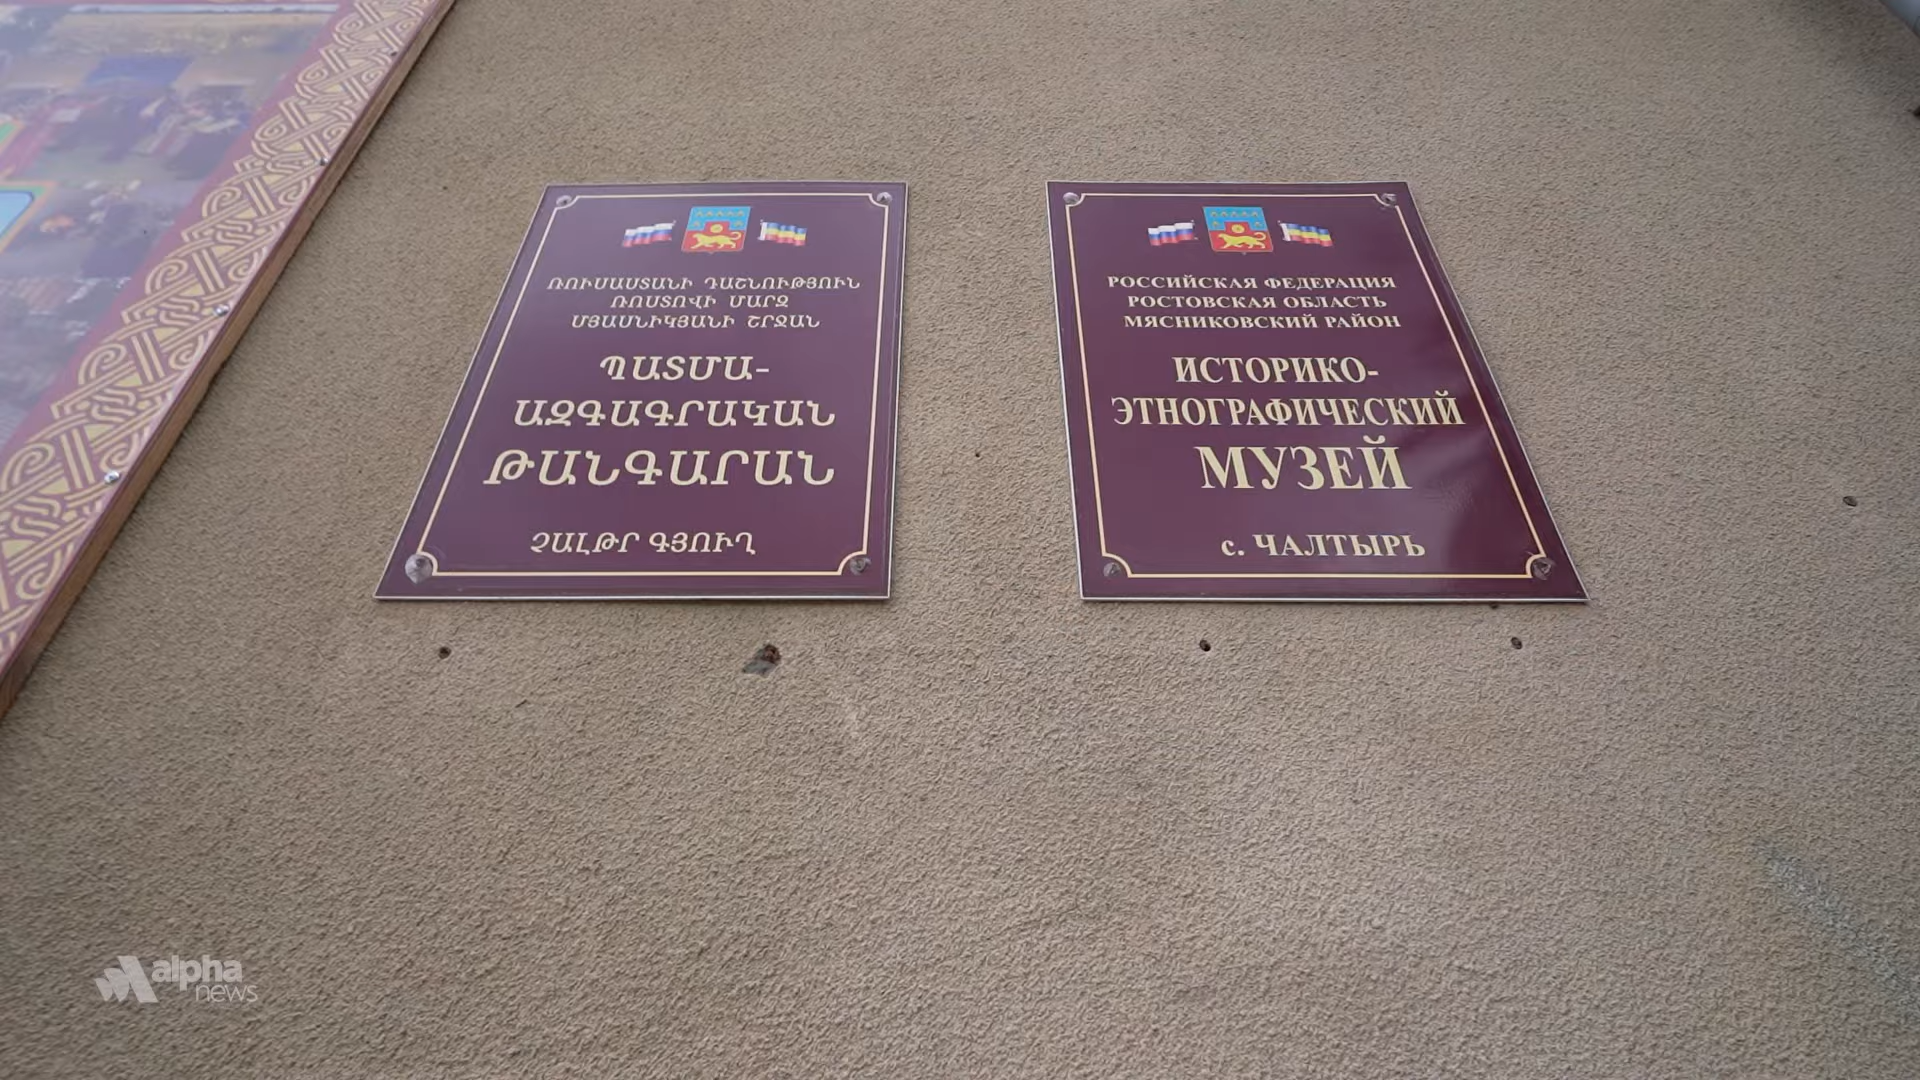 ՌՈՒՍԱՍՏԱՆԻ ԴԱՇՆՈՒԹՅՈՒՆ
ՌՈՍՏՈՎԻ ՄԱՐԶ
ՄՅԱՍՆԻԿՅԱՆԻ ՇՐՋԱՆ
ՊԱՏՄԱ-
ԱԶԳԱԳՐԱԿԱՆ
ԹԱՆԳԱՐԱՆ
ՉԱԼԹՐ ԳՅՈՒՂ
РОССИЙСКАЯ ФЕДЕРАЦИЯ
РОСТОВСКАЯ ОБЛАСТЬ
МЯСНИКОВСКИЙ РАЙОН
ИСТОРИКО-
ЭТНОГРАФИЧЕСКИЙ
МУЗЕЙ
с. ЧАЛТЫРЬ
alpha
news